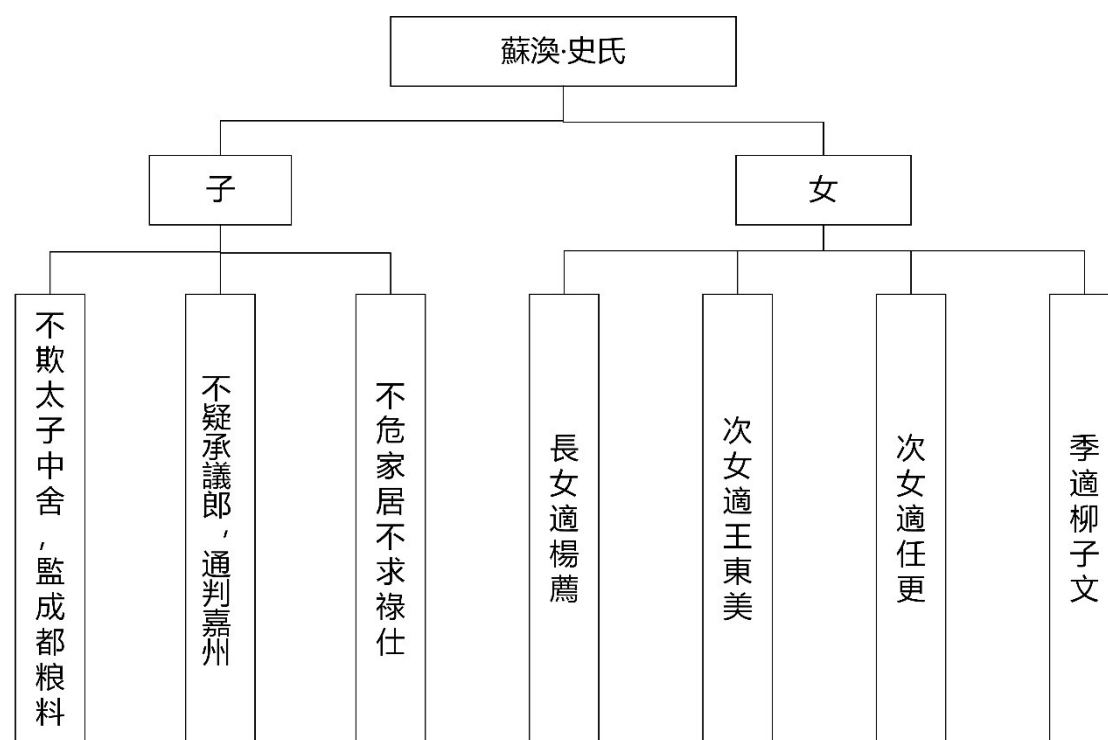 蘇渙·史氏
子
女
不欺太子中舍，監成都粮料
不疑承議郎，通判嘉州
不危家居不求祿仕
長女適楊薦
次女適王東美
次女適任更
季適柳子文